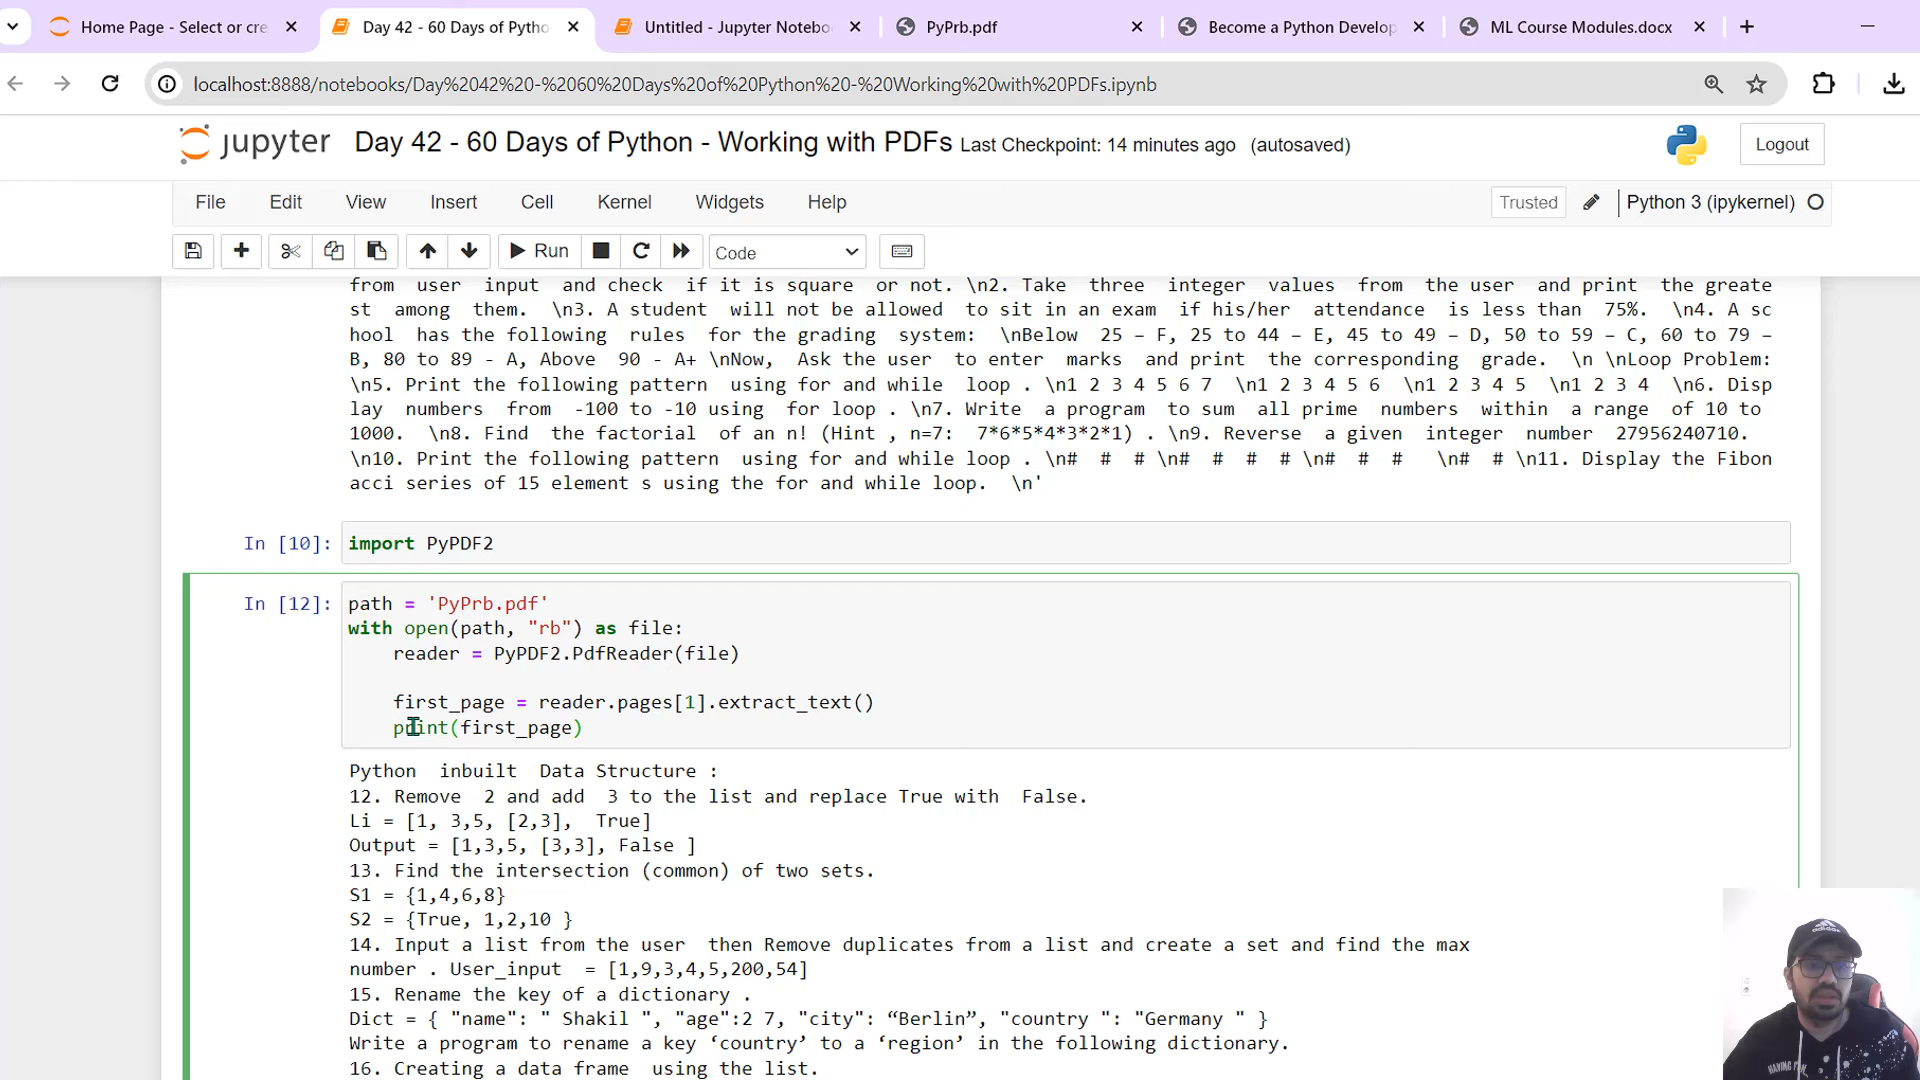 Home Page - Select or cre
Day 42 - 60 Days of Pytho
Untitled - Jupyter Notebo
PyPrb.pdf
Become a Python Develop
ML Course Modules.docx
localhost:8888/notebooks/Day%2042%20-%2060%20Days%20of%20Python%20-%20Working%20with%20PDFs.ipynb
jupyter
Day 42 - 60 Days of Python - Working with PDFs Last Checkpoint: 14 minutes ago (autosaved)
Logout
File Edit View Insert Cell Kernel Widgets Help
Trusted
Python 3 (ipykernel)
Run
Code
from user input and check if it is square or not. \n2. Take three integer values from the user and print the greate
st among them. \n3. A student will not be allowed to sit in an exam if his/her attendance is less than 75%. \n4. A sc
hool has the following rules for the grading system: \nBelow 25 – F, 25 to 44 – E, 45 to 49 – D, 50 to 59 – C, 60 to 79 –
B, 80 to 89 - A, Above 90 - A+ \nNow, Ask the user to enter marks and print the corresponding grade. \n \nLoop Problem:
\n5. Print the following pattern using for and while loop . \n1 2 3 4 5 6 7 \n1 2 3 4 5 6 \n1 2 3 4 5 \n1 2 3 4 \n6. Disp
lay numbers from -100 to -10 using for loop . \n7. Write a program to sum all prime numbers within a range of 10 to
1000. \n8. Find the factorial of an n! (Hint , n=7: 7*6*5*4*3*2*1) . \n9. Reverse a given integer number 27956240710.
\n10. Print the following pattern using for and while loop . \n# # # \n# # # # \n# # # \n# # \n11. Display the Fibon
acci series of 15 element s using the for and while loop. \n'
In [10]: import PyPDF2
In [12]: path = 'PyPrb.pdf'
with open(path, "rb") as file:
reader = PyPDF2.PdfReader(file)
first_page = reader.pages[1].extract_text()
print(first_page)
Python inbuilt Data Structure :
12. Remove 2 and add 3 to the list and replace True with False.
Li = [1, 3,5, [2,3], True]
Output = [1,3,5, [3,3], False ]
13. Find the intersection (common) of two sets.
S1 = {1,4,6,8}
S2 = {True, 1,2,10 }
14. Input a list from the user then Remove duplicates from a list and create a set and find the max
number . User_input = [1,9,3,4,5,200,54]
15. Rename the key of a dictionary .
Dict = { "name": " Shakil ", "age":2 7, "city": “Berlin”, "country ": "Germany " }
Write a program to rename a key ‘country’ to a ‘region’ in the following dictionary.
16. Creating a data frame using the list.
adidas